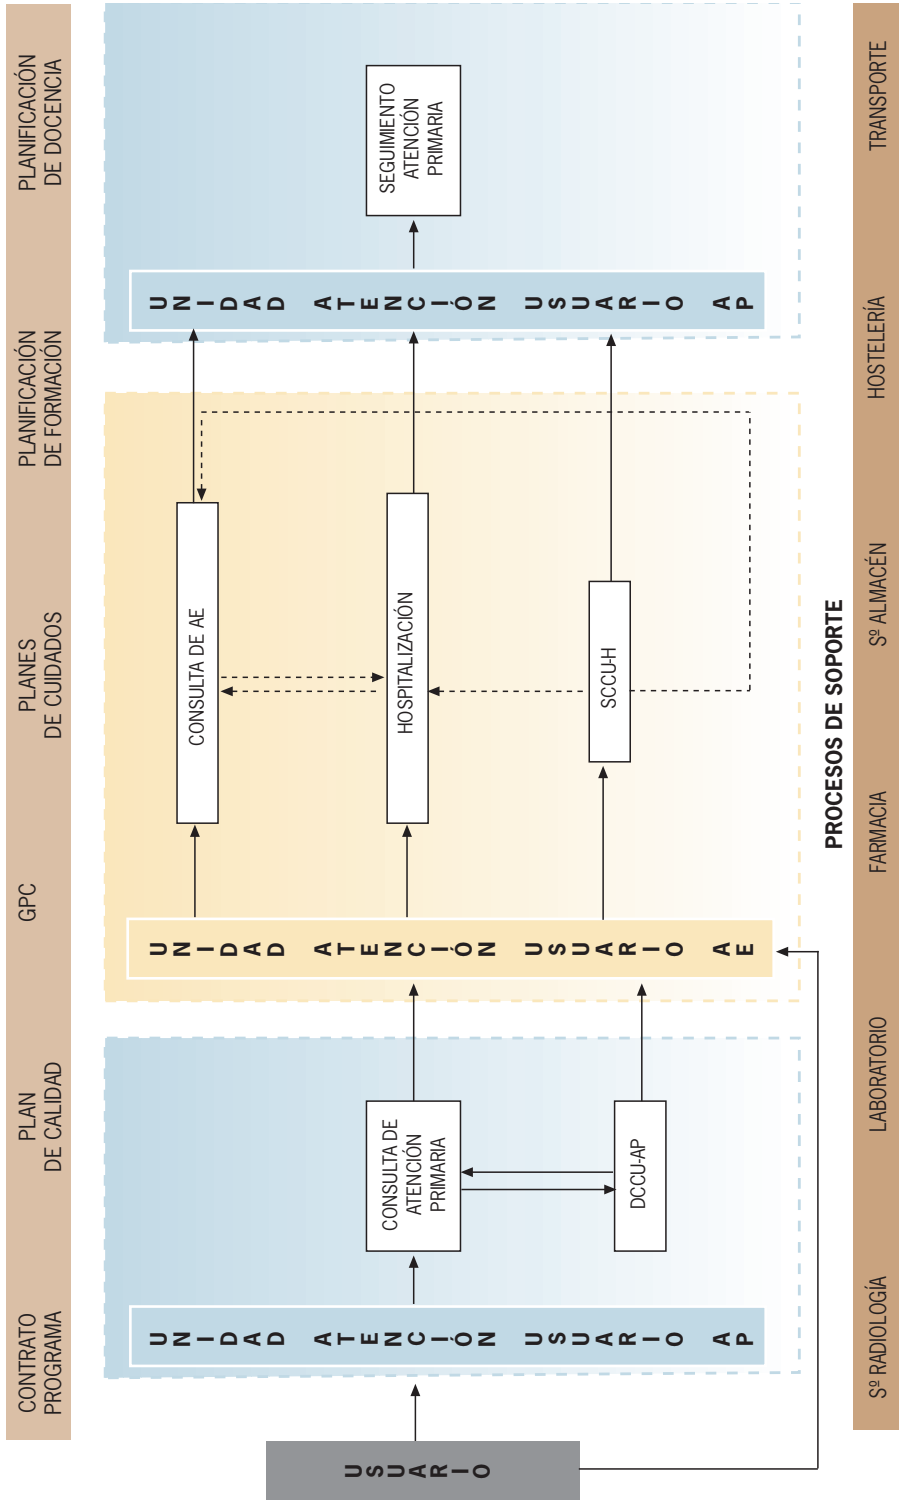 CONTRATO
PROGRAMA
PLAN
DE CALIDAD
GPC
PLANES
DE CUIDADOS
PLANIFICACIÓN
DE FORMACIÓN
PLANIFICACIÓN
DE DOCENCIA
USUARIO
UNIDAD ATENCIÓN USUARIO AP
CONSULTA DE
ATENCIÓN
PRIMARIA
DCCU-AP
UNIDAD ATENCIÓN USUARIO AE
CONSULTA DE AE
HOSPITALIZACIÓN
SCCU-H
UNIDAD ATENCIÓN USUARIO AP
SEGUIMIENTO
ATENCIÓN
PRIMARIA
PROCESOS DE SOPORTE
Sº RADIOLOGÍA
LABORATORIO
FARMACIA
Sº ALMACÉN
HOSTELERÍA
TRANSPORTE